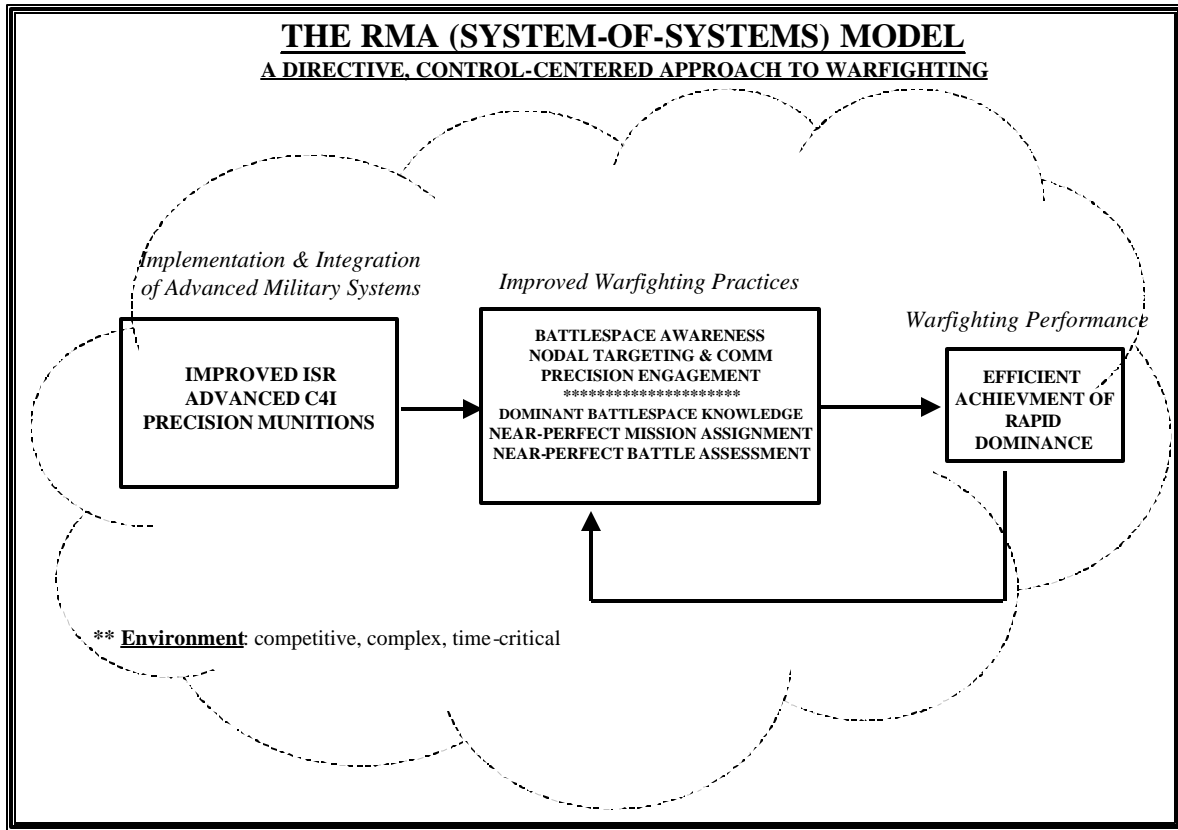 THE RMA (SYSTEM-OF-SYSTEMS) MODEL
A DIRECTIVE, CONTROL-CENTERED APPROACH TO WARFIGHTING
Implementation & Integration
of Advanced Military Systems
IMPROVED ISR
ADVANCED C4I
PRECISION MUNITIONS
Improved Warfighting Practices
BATTLESPACE AWARENESS
NODAL TARGETING & COMM
PRECISION ENGAGEMENT
*********************
DOMINANT BATTLESPACE KNOWLEDGE
NEAR-PERFECT MISSION ASSIGNMENT
NEAR-PERFECT BATTLE ASSESSMENT
Warfighting Performance
EFFICIENT
ACHIEVMENT OF
RAPID
DOMINANCE
** Environment: competitive, complex, time-critical